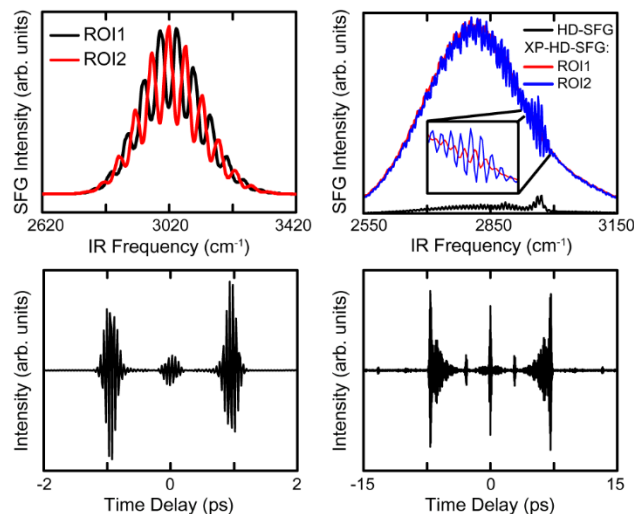 ROI1
ROI2
SFG Intensity (arb. units)
2620
3020
3420
IR Frequency (cm⁻¹)
HD-SFG
XP-HD-SFG:
ROI1
ROI2
SFG Intensity (arb. units)
2550
2850
3150
IR Frequency (cm⁻¹)
Intensity (arb. units)
-2
0
2
Time Delay (ps)
Intensity (arb. units)
-15
0
15
Time Delay (ps)